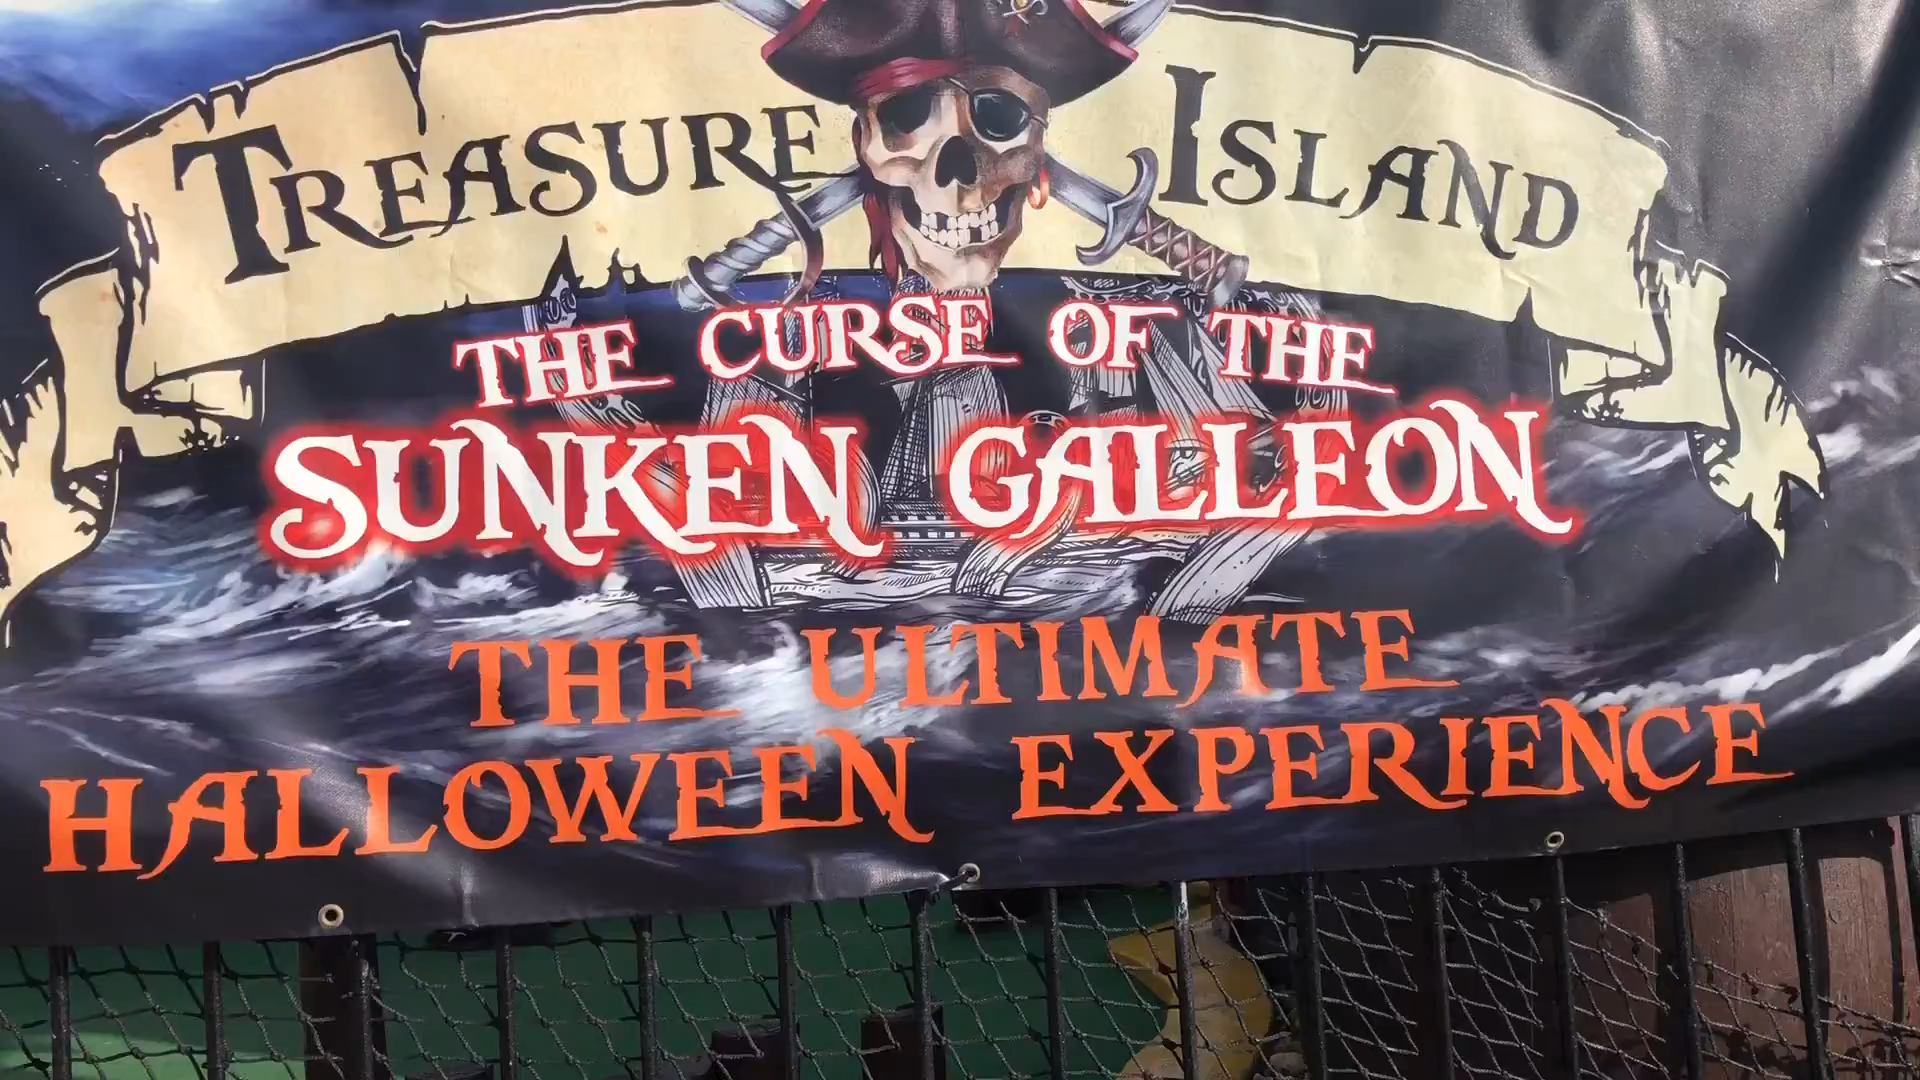 TREASURE ISLAND
THE CURSE OF THE
SUNKEN GALLEON
THE ULTIMATE
HALLOWEEN EXPERIENCE